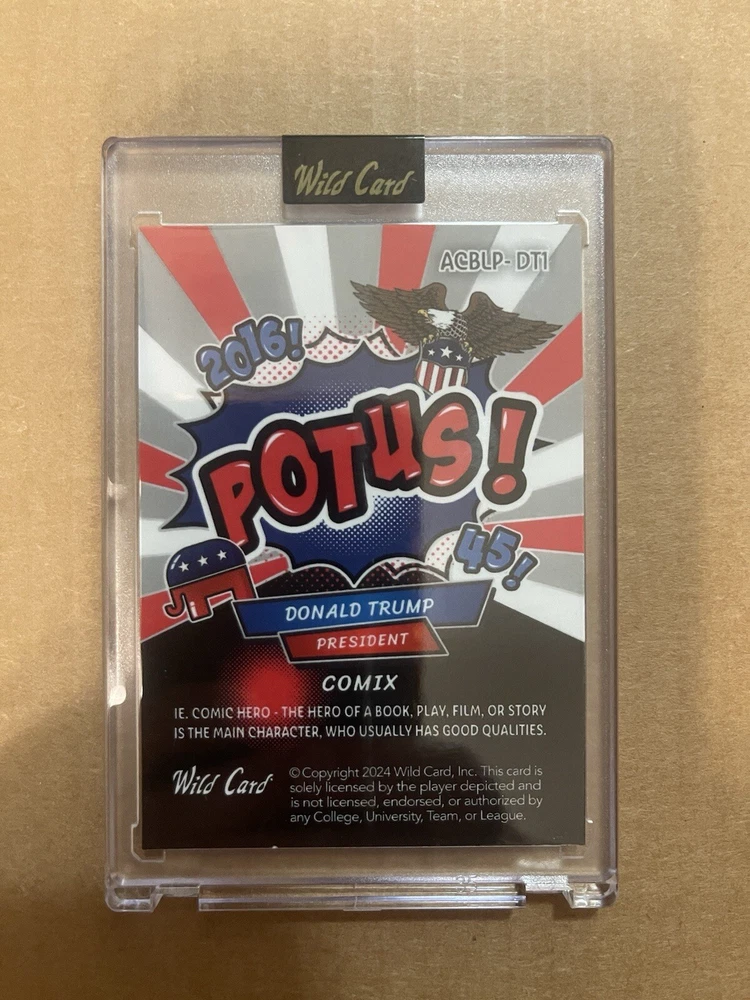 Wild Card
ACBLP- DT1
2016!
POTUS!
45!
DONALD TRUMP
PRESIDENT
COMIX
IE. COMIC HERO - THE HERO OF A BOOK, PLAY, FILM, OR STORY
IS THE MAIN CHARACTER, WHO USUALLY HAS GOOD QUALITIES.
Wild Card
© Copyright 2024 Wild Card, Inc. This card is
solely licensed by the player depicted and
is not licensed, endorsed, or authorized by
any College, University, Team, or League.